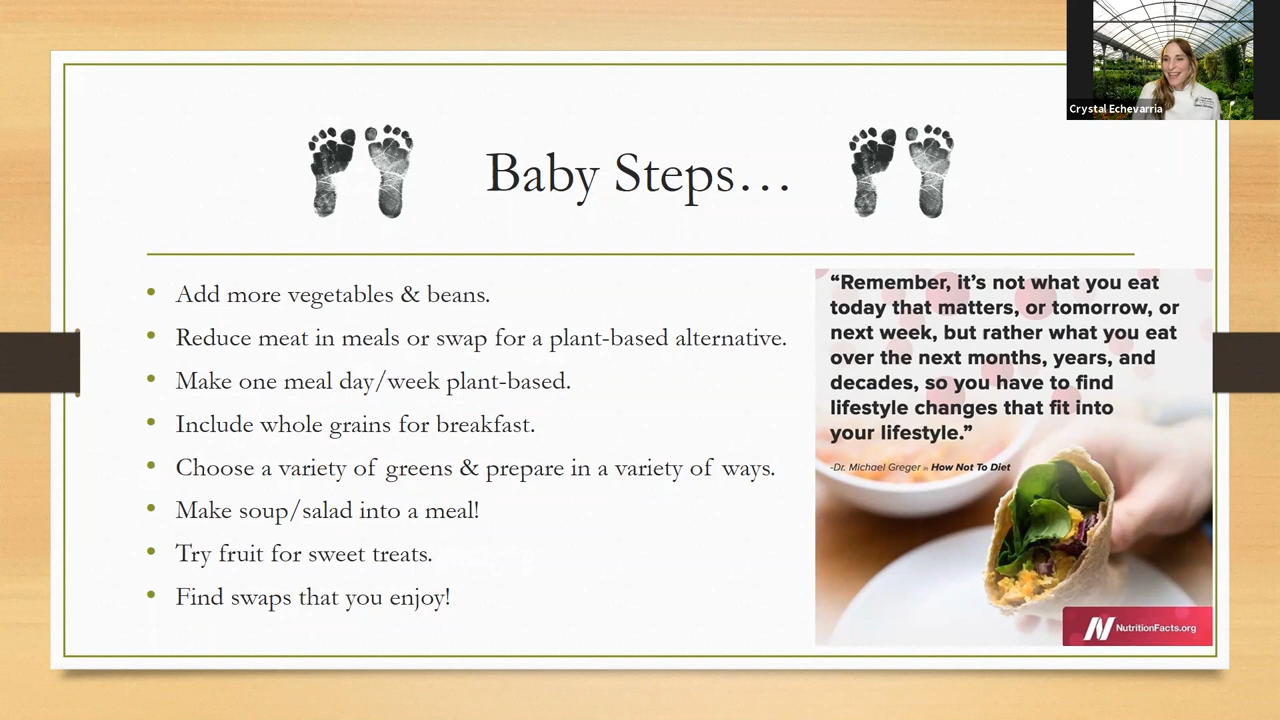 Crystal Echevarria
Baby Steps…
• Add more vegetables & beans.
• Reduce meat in meals or swap for a plant-based alternative.
• Make one meal day/week plant-based.
• Include whole grains for breakfast.
• Choose a variety of greens & prepare in a variety of ways.
• Make soup/salad into a meal!
• Try fruit for sweet treats.
• Find swaps that you enjoy!
“Remember, it’s not what you eat
today that matters, or tomorrow, or
next week, but rather what you eat
over the next months, years, and
decades, so you have to find
lifestyle changes that fit into
your lifestyle.”
-Dr. Michael Greger in How Not To Diet
NutritionFacts.org